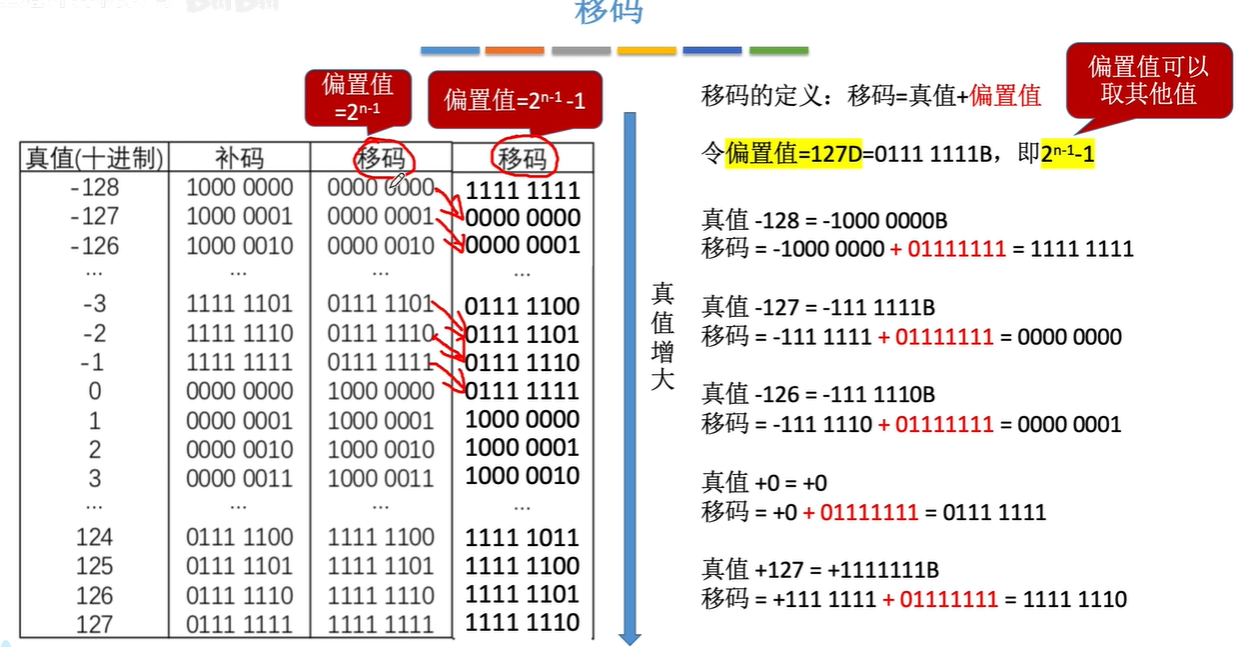 移码
偏置值
=2ⁿ⁻¹
偏置值=2ⁿ⁻¹ -1
真值(十进制) 补码 移码 移码
-128 1000 0000 0000 0000 1111 1111
-127 1000 0001 0000 0001 0000 0000
-126 1000 0010 0000 0010 0000 0001
... ... ... ...
-3 1111 1101 0111 1101 0111 1100
-2 1111 1110 0111 1110 0111 1101
-1 1111 1111 0111 1111 0111 1110
0 0000 0000 1000 0000 0111 1111
1 0000 0001 1000 0001 1000 0000
2 0000 0010 1000 0010 1000 0001
3 0000 0011 1000 0011 1000 0010
... ... ... ...
124 0111 1100 1111 1100 1111 1011
125 0111 1101 1111 1101 1111 1100
126 0111 1110 1111 1110 1111 1101
127 0111 1111 1111 1111 1111 1110
真值增大
偏置值可以
取其他值
移码的定义：移码=真值+偏置值
令偏置值=127D=0111 1111B，即2ⁿ⁻¹-1
真值 -128 = -1000 0000B
移码 = -1000 0000 + 01111111 = 1111 1111
真值 -127 = -111 1111B
移码 = -111 1111 + 01111111 = 0000 0000
真值 -126 = -111 1110B
移码 = -111 1110 + 01111111 = 0000 0001
真值 +0 = +0
移码 = +0 + 01111111 = 0111 1111
真值 +127 = +1111111B
移码 = +111 1111 + 01111111 = 1111 1110